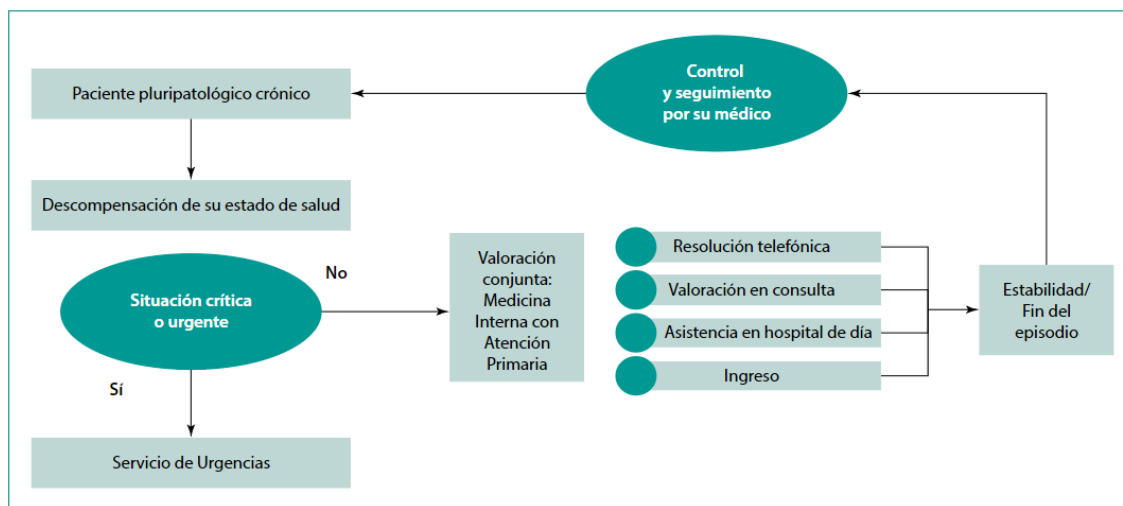 Control
y seguimiento
por su médico
Paciente pluripatológico crónico
Descompensación de su estado de salud
Situación crítica
o urgente
No
Sí
Servicio de Urgencias
Valoración
conjunta:
Medicina
Interna con
Atención
Primaria
Resolución telefónica
Valoración en consulta
Asistencia en hospital de día
Ingreso
Estabilidad/
Fin del
episodio